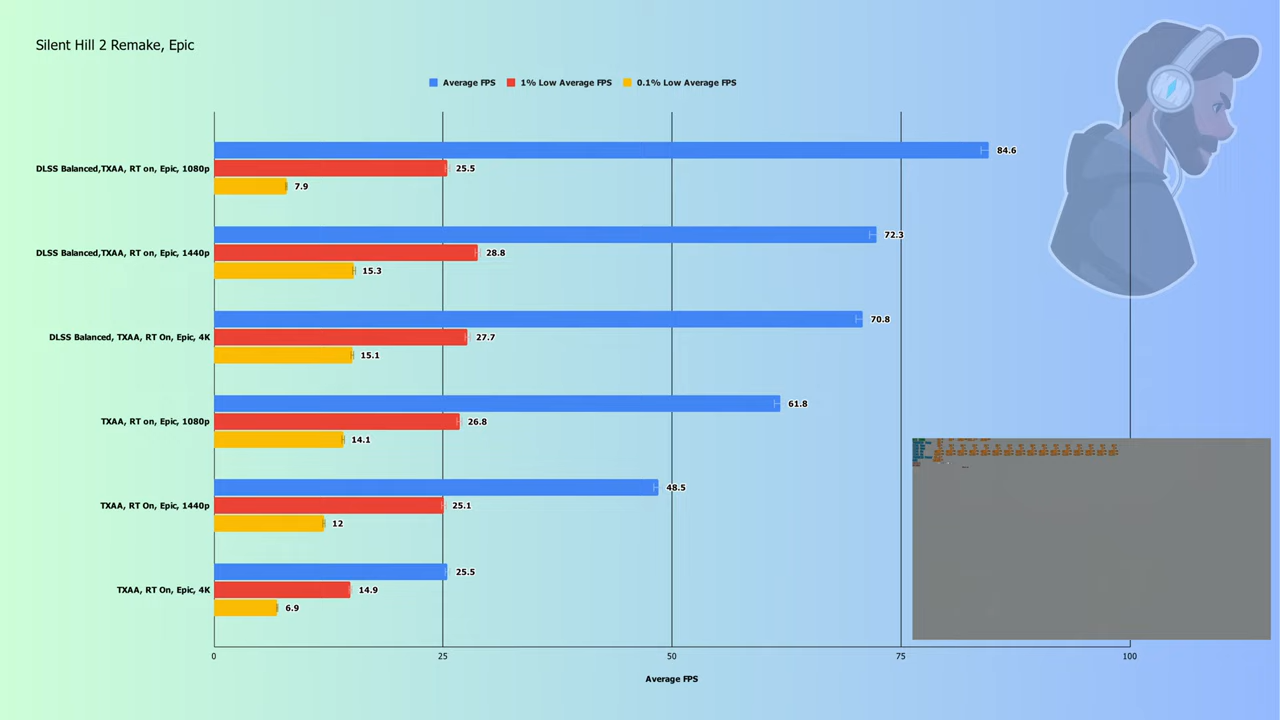 Silent Hill 2 Remake, Epic
Average FPS 1% Low Average FPS 0.1% Low Average FPS
DLSS Balanced,TXAA, RT on, Epic, 1080p
84.6
25.5
7.9
DLSS Balanced,TXAA, RT on, Epic, 1440p
72.3
28.8
15.3
DLSS Balanced, TXAA, RT On, Epic, 4K
70.8
27.7
15.1
TXAA, RT on, Epic, 1080p
61.8
26.8
14.1
TXAA, RT On, Epic, 1440p
48.5
25.1
12
TXAA, RT On, Epic, 4K
25.5
14.9
6.9
0 25 50 75 100
Average FPS